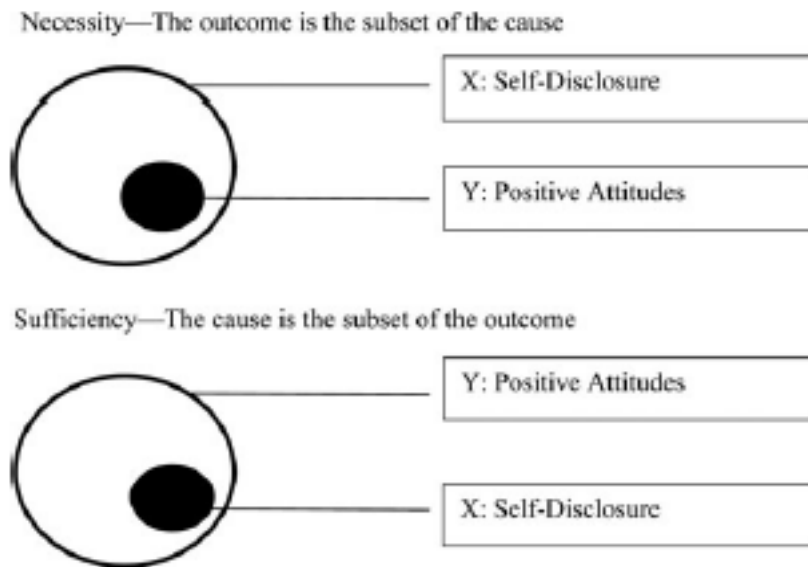 Necessity—The outcome is the subset of the cause
X: Self-Disclosure
Y: Positive Attitudes
Sufficiency—The cause is the subset of the outcome
Y: Positive Attitudes
X: Self-Disclosure